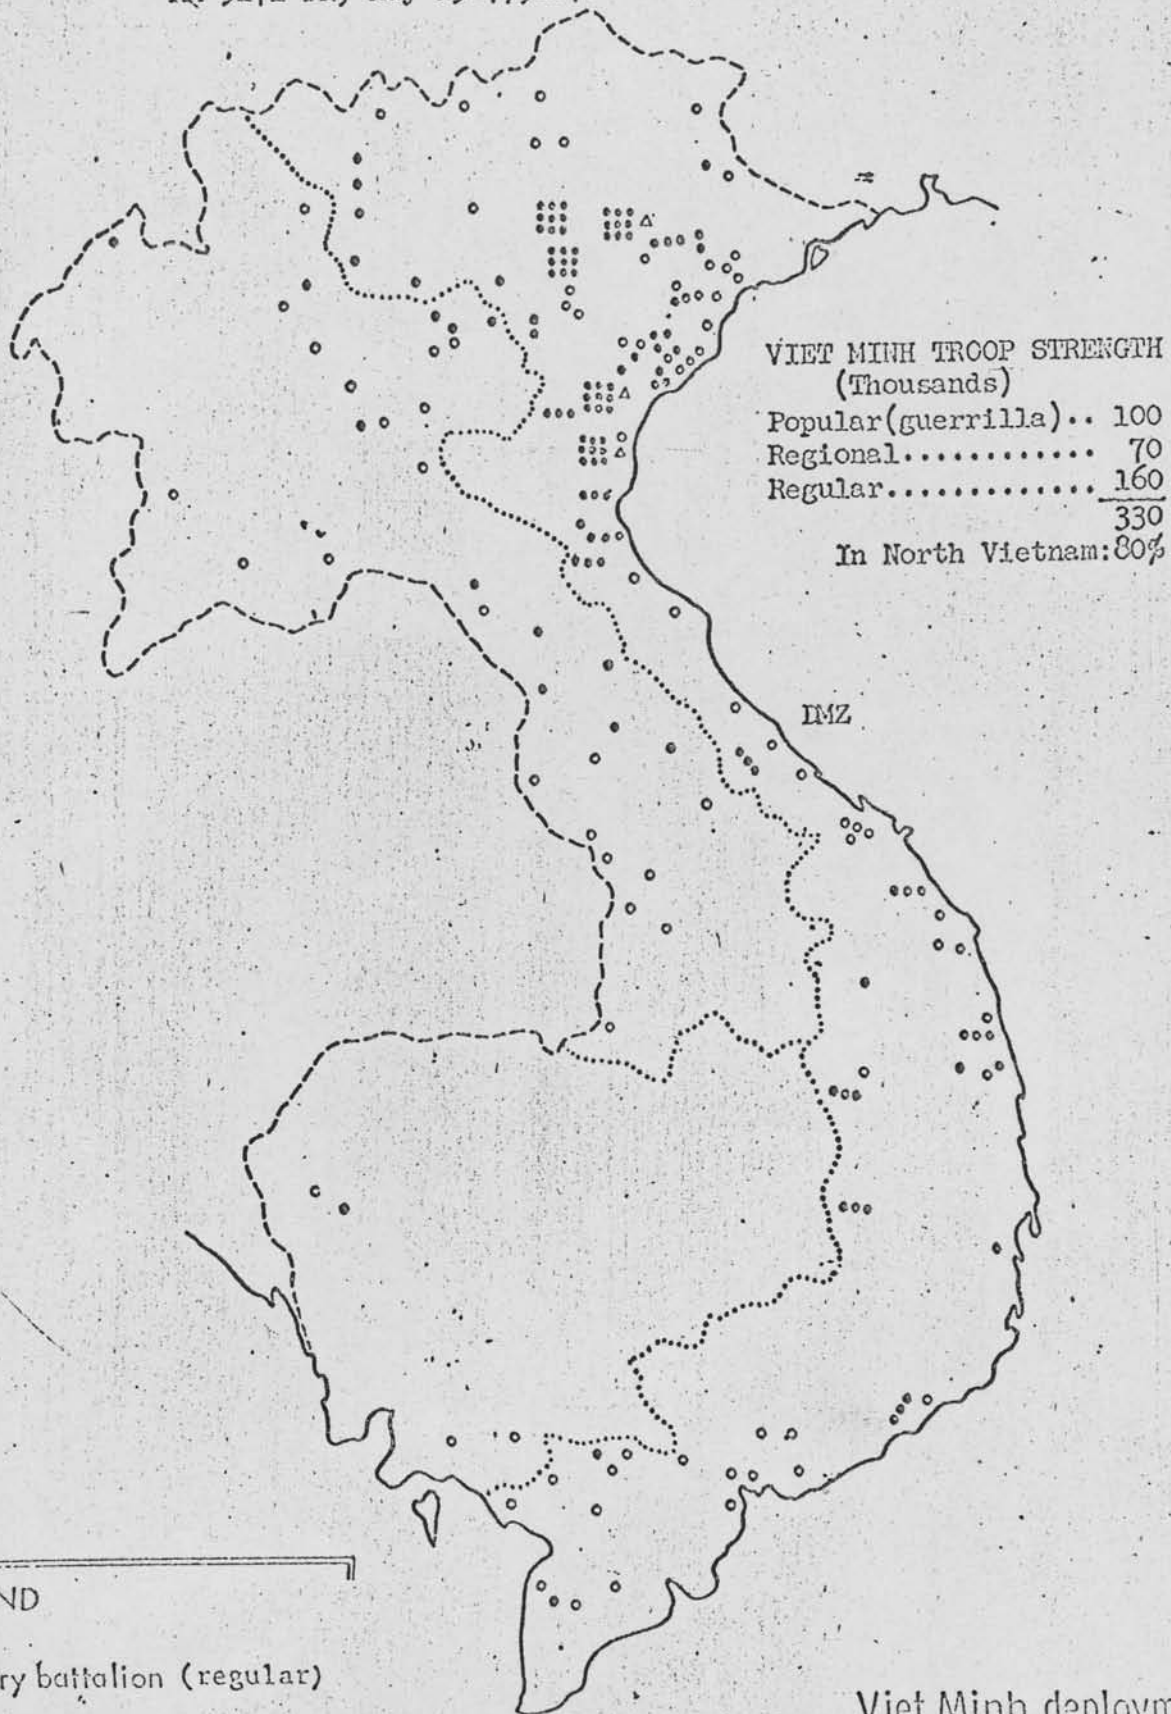 VIET MINH TROOP STRENGTH
(Thousands)
Popular(guerrilla).. 100
Regional............ 70
Regular............. 160
330
In North Vietnam:80%
DMZ
ND
ry battalion (regular)
Viet Minh deploym